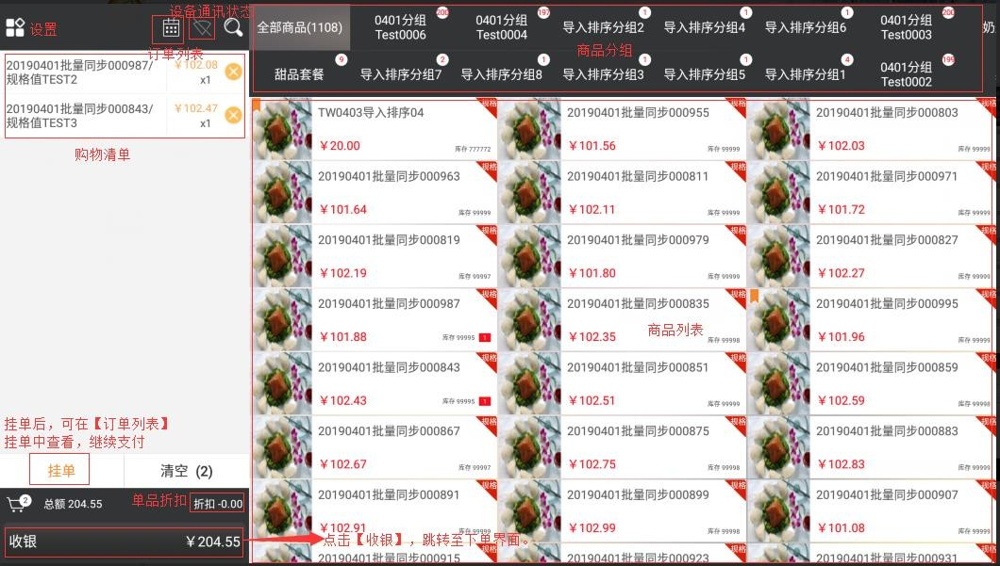 设置
设备通讯状态
订单列表
20190401批量同步000987/
规格值TEST2
￥102.08
x1
20190401批量同步000843/
规格值TEST3
￥102.47
x1
购物清单
挂单后，可在【订单列表】
挂单中查看，继续支付
挂单
清空 (2)
2
总额 204.55
单品折扣
折扣 -0.00
收银
￥204.55
点击【收银】，跳转至下单界面。
全部商品(1108)
0401分组
Test0006
200
0401分组
Test0004
197
导入排序分组2
1
导入排序分组4
1
导入排序分组6
1
0401分组
Test0003
200
奶
商品分组
甜品套餐
9
导入排序分组7
2
导入排序分组8
1
导入排序分组3
1
导入排序分组5
1
导入排序分组1
4
0401分组
Test0002
199
TW0403导入排序04
规格
￥20.00
库存 777772
20190401批量同步000955
规格
￥101.56
库存 99999
20190401批量同步000803
规格
￥102.03
库存 99999
20190401批量同步000963
规格
￥101.64
库存 99999
20190401批量同步000811
规格
￥102.11
库存 99999
20190401批量同步000971
规格
￥101.72
库存 99999
20190401批量同步000819
规格
￥102.19
库存 99997
20190401批量同步000979
规格
￥101.80
库存 99999
20190401批量同步000827
规格
￥102.27
库存 99999
20190401批量同步000987
规格
￥101.88
库存 99995
1
20190401批量同步000835
规格
￥102.35
库存 99998
商品列表
20190401批量同步000995
规格
￥101.96
库存 99999
20190401批量同步000843
规格
￥102.43
库存 99995
1
20190401批量同步000851
规格
￥102.51
库存 99999
20190401批量同步000859
规格
￥102.59
库存 99998
20190401批量同步000867
规格
￥102.67
库存 99997
20190401批量同步000875
规格
￥102.75
库存 99998
20190401批量同步000883
规格
￥102.83
库存 99999
20190401批量同步000891
规格
￥102.91
库存 99999
20190401批量同步000899
规格
￥102.99
库存 99999
20190401批量同步000907
规格
￥101.08
库存 99998
20190401批量同步000915
规格
20190401批量同步000923
规格
20190401批量同步000931
规格